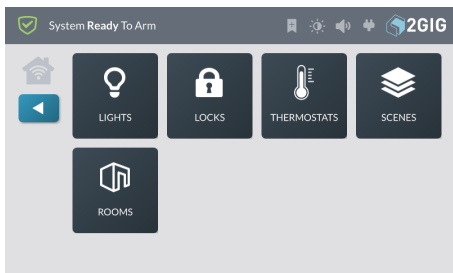 System Ready To Arm
2GIG
LIGHTS
LOCKS
THERMOSTATS
SCENES
ROOMS